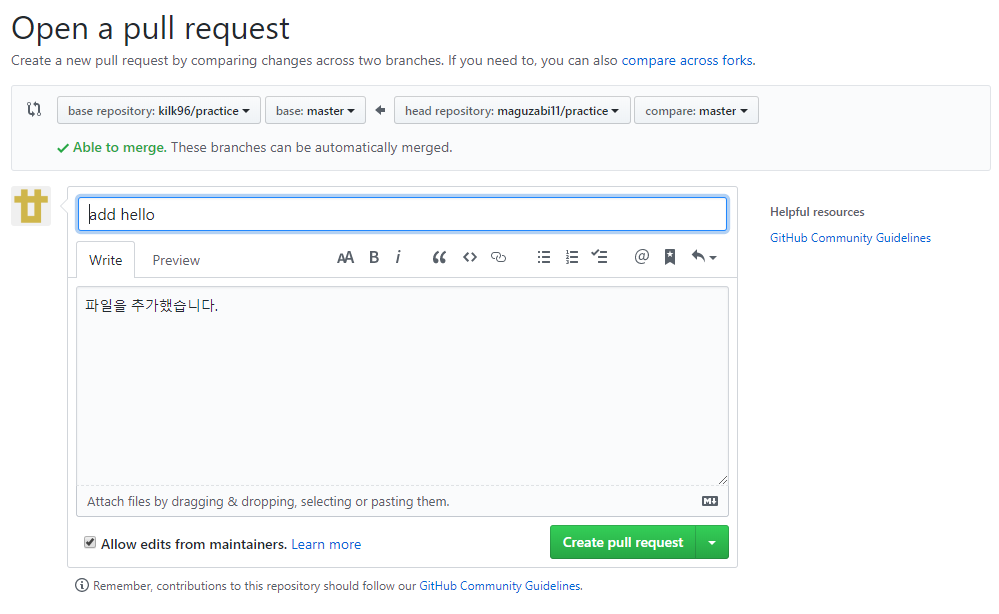 Open a pull request
Create a new pull request by comparing changes across two branches. If you need to, you can also compare across forks.
base repository: kilk96/practice base: master head repository: maguzabi11/practice compare: master
Able to merge. These branches can be automatically merged.
add hello
Helpful resources
GitHub Community Guidelines
Write Preview AA B i @
파일을 추가했습니다.
Attach files by dragging & dropping, selecting or pasting them.
Allow edits from maintainers. Learn more Create pull request
Remember, contributions to this repository should follow our GitHub Community Guidelines.